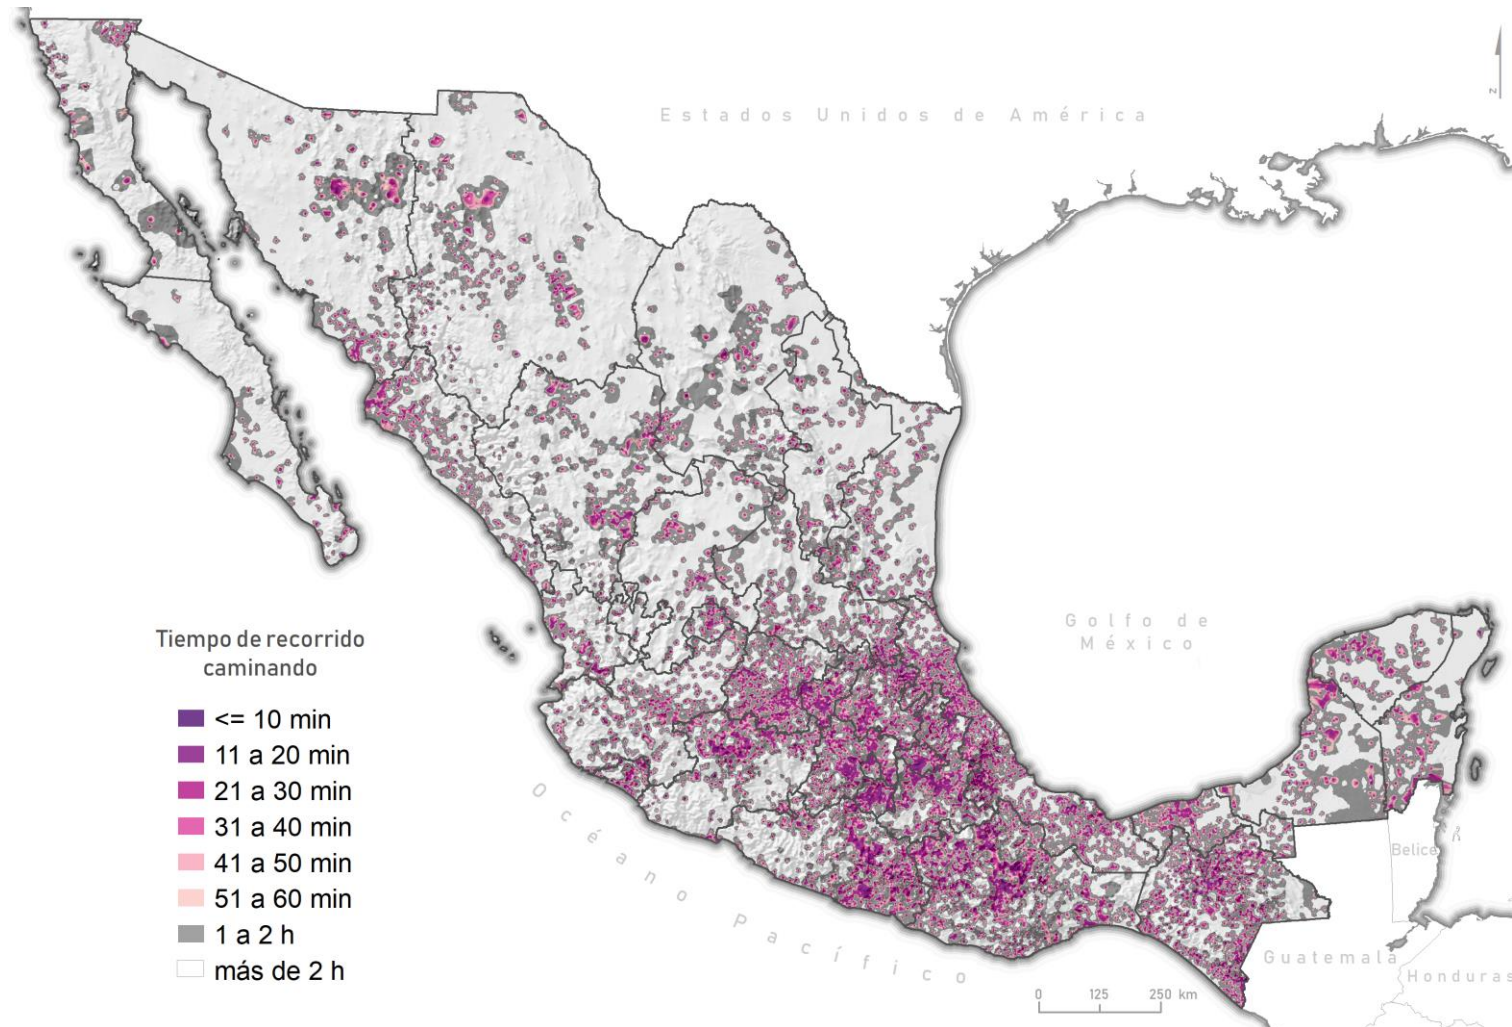 z
Estados Unidos de América
Golfo de
México
Tiempo de recorrido
caminando
<= 10 min
11 a 20 min
21 a 30 min
31 a 40 min
41 a 50 min
51 a 60 min
1 a 2 h
más de 2 h
Océano Pacífico
Belice
Guatemala
Honduras
0 125 250 km